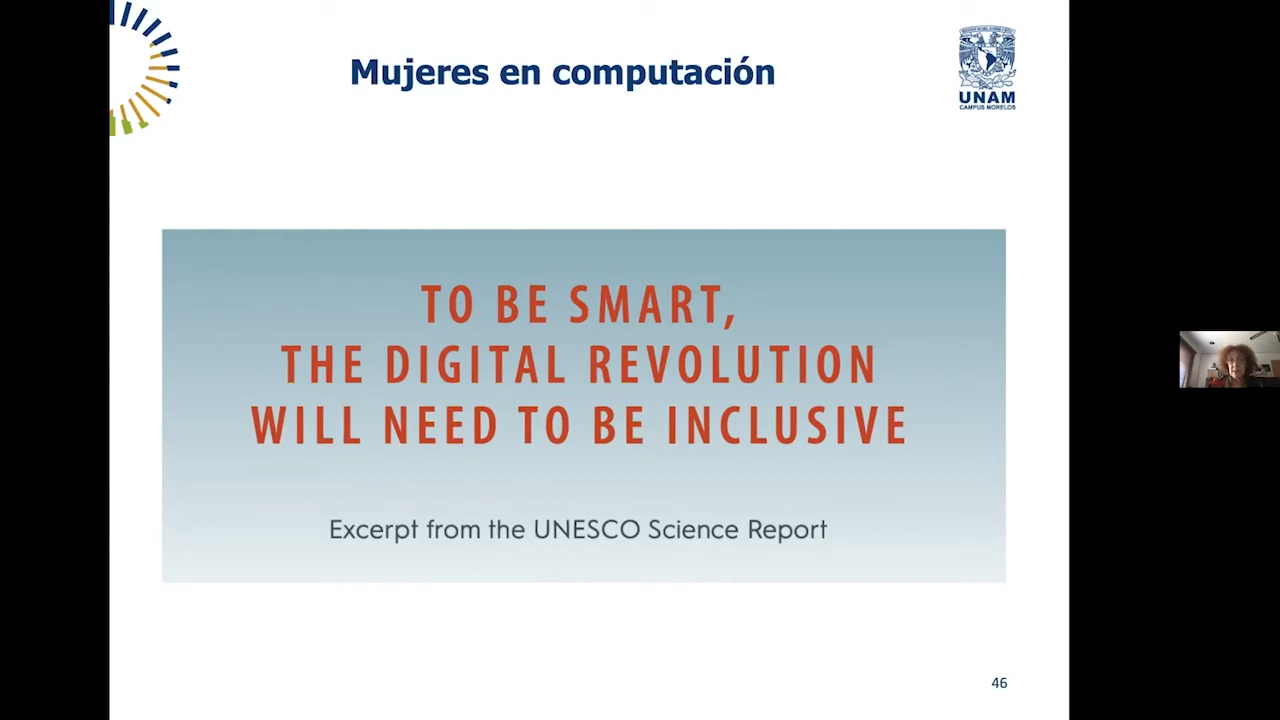 Mujeres en computación
UNAM
CAMPUS MORELOS
TO BE SMART,
THE DIGITAL REVOLUTION
WILL NEED TO BE INCLUSIVE
Excerpt from the UNESCO Science Report
46